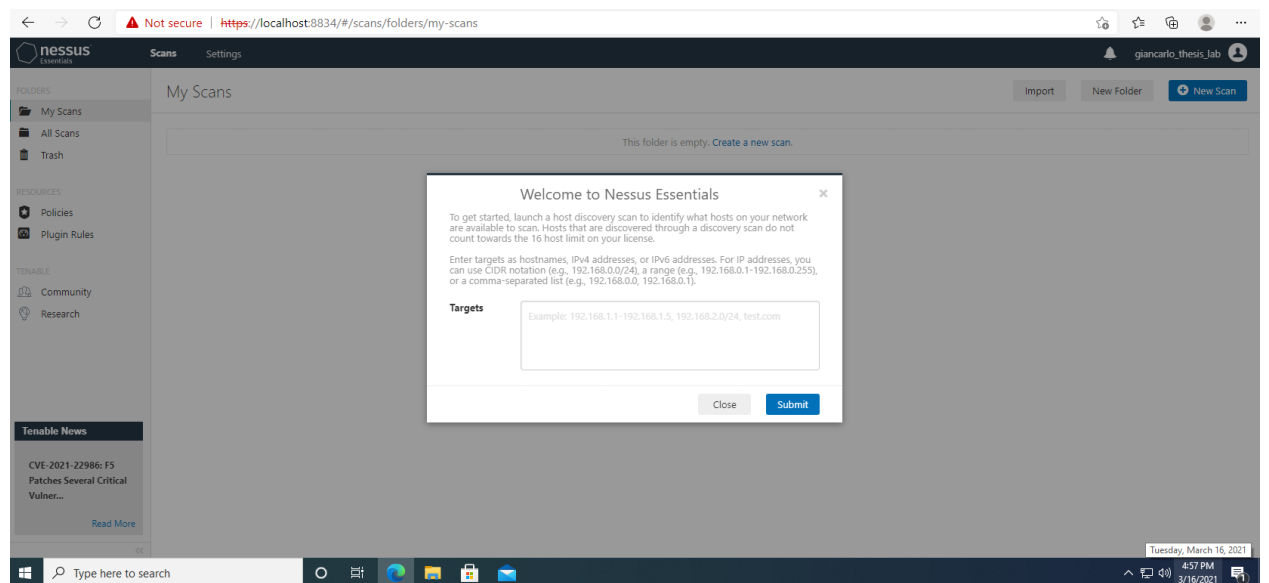 Not secure | https://localhost:8834/#/scans/folders/my-scans
nessus
Essentials
Scans
Settings
giancarlo_thesis_lab
FOLDERS
My Scans
All Scans
Trash
RESOURCES
Policies
Plugin Rules
TENABLE
Community
Research
Tenable News
CVE-2021-22986: F5
Patches Several Critical
Vulner...
Read More
My Scans
Import
New Folder
New Scan
This folder is empty. Create a new scan.
Welcome to Nessus Essentials
To get started, launch a host discovery scan to identify what hosts on your network
are available to scan. Hosts that are discovered through a discovery scan do not
count towards the 16 host limit on your license.
Enter targets as hostnames, IPv4 addresses, or IPv6 addresses. For IP addresses, you
can use CIDR notation (e.g., 192.168.0.0/24), a range (e.g., 192.168.0.1-192.168.0.255),
or a comma-separated list (e.g., 192.168.0.0, 192.168.0.1).
Targets
Example: 192.168.1.1-192.168.1.5, 192.168.2.0/24, test.com
Close
Submit
Tuesday, March 16, 2021
Type here to search
4:57 PM
3/16/2021